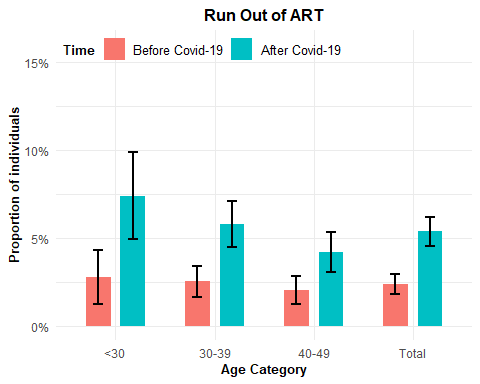 Run Out of ART
Time Before Covid-19 After Covid-19
15%
10%
5%
0%
Proportion of individuals
<30 30-39 40-49 Total
Age Category